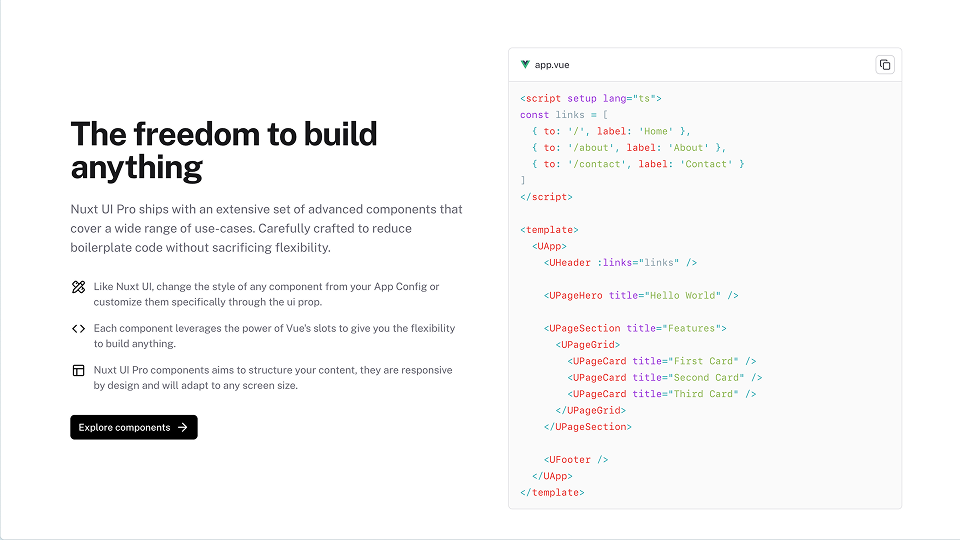 The freedom to build
anything
Nuxt UI Pro ships with an extensive set of advanced components that
cover a wide range of use-cases. Carefully crafted to reduce
boilerplate code without sacrificing flexibility.
Like Nuxt UI, change the style of any component from your App Config or
customize them specifically through the ui prop.
Each component leverages the power of Vue's slots to give you the flexibility
to build anything.
Nuxt UI Pro components aims to structure your content, they are responsive
by design and will adapt to any screen size.
Explore components
app.vue
<script setup lang="ts">
const links = [
  { to: '/', label: 'Home' },
  { to: '/about', label: 'About' },
  { to: '/contact', label: 'Contact' }
]
</script>
<template>
  <UApp>
    <UHeader :links="links" />
    <UPageHero title="Hello World" />
    <UPageSection title="Features">
      <UPageGrid>
        <UPageCard title="First Card" />
        <UPageCard title="Second Card" />
        <UPageCard title="Third Card" />
      </UPageGrid>
    </UPageSection>
    <UFooter />
  </UApp>
</template>